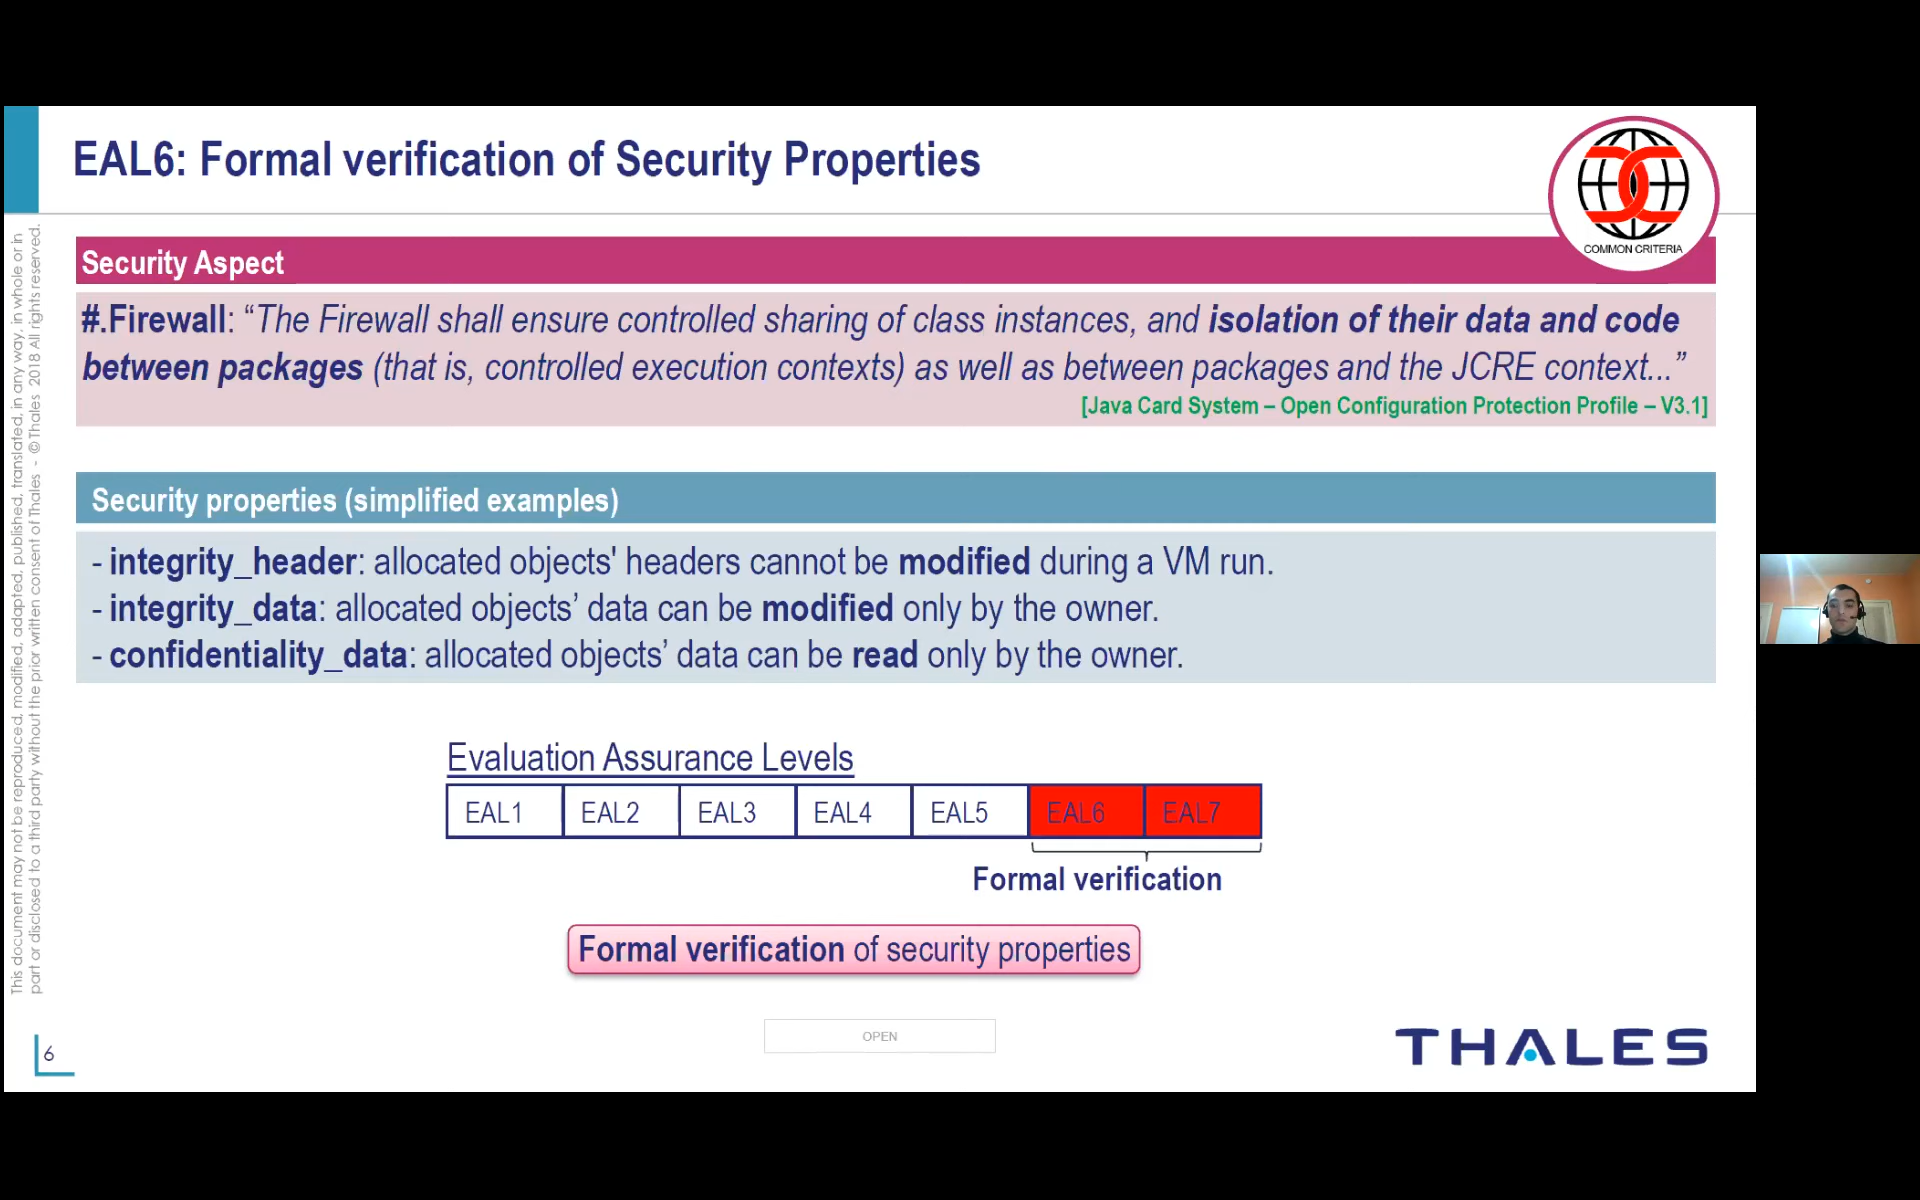 EAL6: Formal verification of Security Properties
COMMON CRITERIA
Security Aspect
#.Firewall: “The Firewall shall ensure controlled sharing of class instances, and isolation of their data and code
between packages (that is, controlled execution contexts) as well as between packages and the JCRE context...”
[Java Card System – Open Configuration Protection Profile – V3.1]
Security properties (simplified examples)
- integrity_header: allocated objects' headers cannot be modified during a VM run.
- integrity_data: allocated objects’ data can be modified only by the owner.
- confidentiality_data: allocated objects’ data can be read only by the owner.
Evaluation Assurance Levels
EAL1 EAL2 EAL3 EAL4 EAL5 EAL6 EAL7
Formal verification
Formal verification of security properties
OPEN
THALES
6
This document may not be reproduced, modified, adapted, published, translated, in any way, in whole or in
part or disclosed to a third party without the prior written consent of Thales - © Thales 2018 All rights reserved.